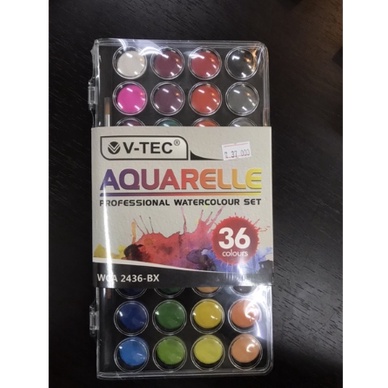 V-TEC®
AQUARELLE
PROFESSIONAL WATERCOLOUR SET
36
colours
WCA 2436-BX